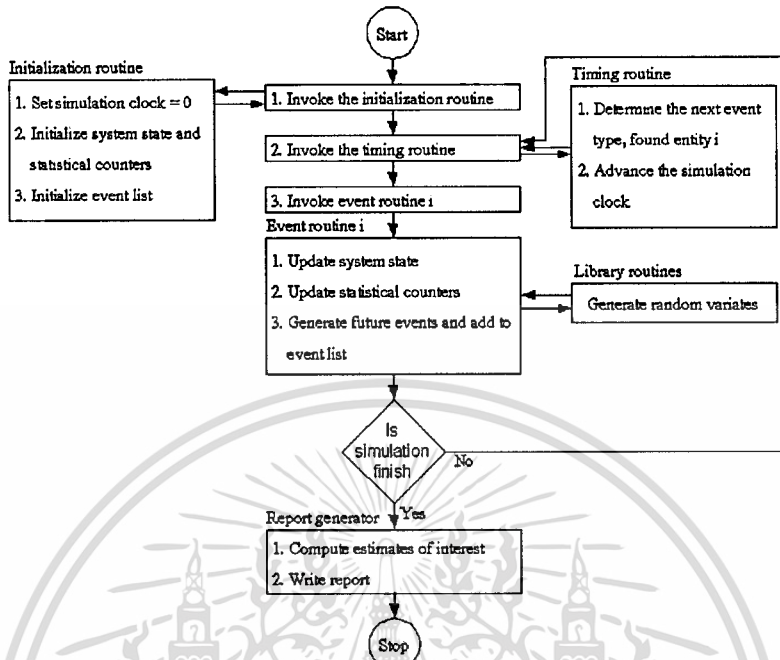 Start
Initialization routine
1. Set simulation clock = 0
2. Initialize system state and
statistical counters
3. Initialize event list
1. Invoke the initialization routine
2. Invoke the timing routine
3. Invoke event routine i
Timing routine
1. Determine the next event
type, found entity i
2. Advance the simulation
clock
Event routine i
1. Update system state
2. Update statistical counters
3. Generate future events and add to
event list
Library routines
Generate random variates
Is
simulation
finish
No
Yes
Report generator
1. Compute estimates of interest
2. Write report
Stop